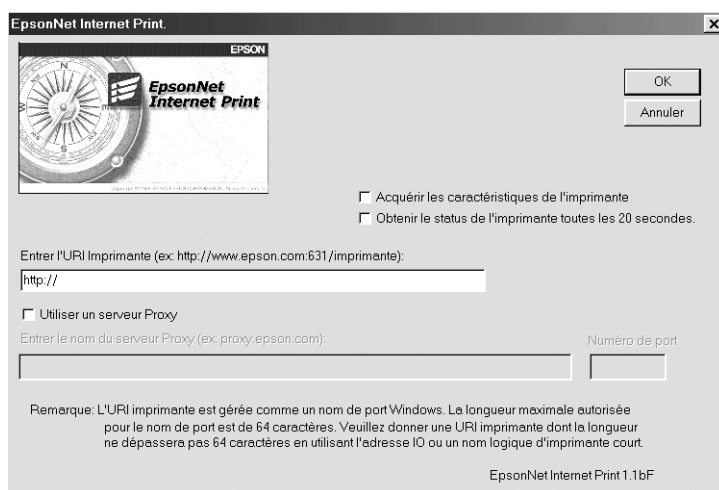 EpsonNet Internet Print.
EPSON
N
W
E
S
EpsonNet
Internet Print
OK
Annuler
Acquérir les caractéristiques de l'imprimante
Obtenir le status de l'imprimante toutes les 20 secondes.
Entrer l'URI Imprimante (ex: http://www.epson.com:631/imprimante):
http://
Utiliser un serveur Proxy
Entrer le nom du serveur Proxy (ex: proxy.epson.com):
Numéro de port
Remarque: L'URI imprimante est gérée comme un nom de port Windows. La longueur maximale autorisée
pour le nom de port est de 64 caractères. Veuillez donner une URI imprimante dont la longueur
ne dépassera pas 64 caractères en utilisant l'adresse IO ou un nom logique d'imprimante court.
EpsonNet Internet Print 1.1bF